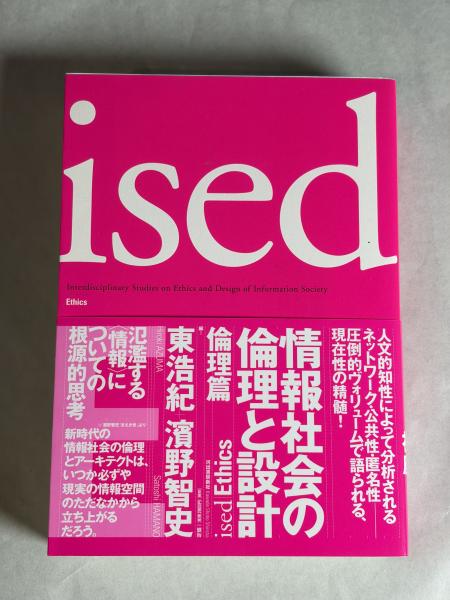 ised
Interdisciplinary Studies on Ethics and Design of Information Society
Ethics
人文的知性によって分析される
ネットワーク・公共性・匿名性
圧倒的ヴォリュームで語られる、
現在性の精髄!
情報社会の
倫理と設計
倫理篇
ised Ethics
東浩紀 濱野智史
Hiroki AZUMA
Satoshi HAMANO
氾濫する
〈情報〉に
ついての
根源的思考
新時代の
情報社会の倫理
とアーキテクトは、
いつか必ずや
現実の情報空間
のただなかから
立ち上がる
だろう。